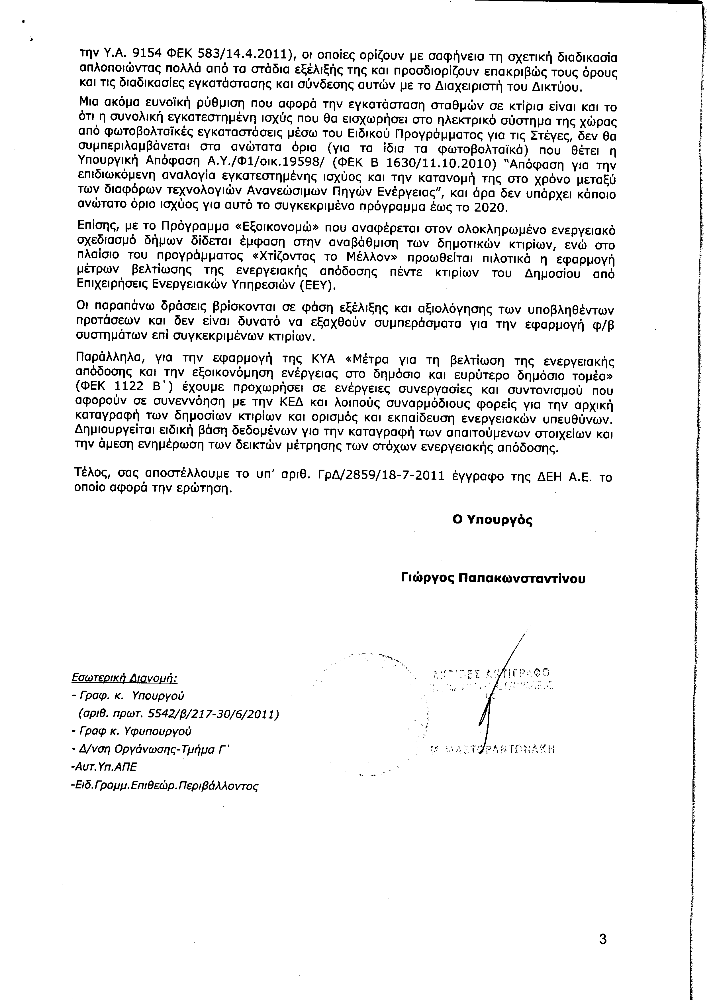 την Υ.Α. 9154 ΦΕΚ 583/14.4.2011), οι οποίες ορίζουν με σαφήνεια τη σχετική διαδικασία
απλοποιώντας πολλά από τα στάδια εξέλιξής της και προσδιορίζουν επακριβώς τους όρους
και τις διαδικασίες εγκατάστασης και σύνδεσης αυτών με το Διαχειριστή του Δικτύου.
Μια ακόμα ευνοϊκή ρύθμιση που αφορά την εγκατάσταση σταθμών σε κτίρια είναι και το
ότι η συνολική εγκατεστημένη ισχύς που θα εισχωρήσει στο ηλεκτρικό σύστημα της χώρας
από φωτοβολταϊκές εγκαταστάσεις μέσω του Ειδικού Προγράμματος για τις Στέγες, δεν θα
συμπεριλαμβάνεται στα ανώτατα όρια (για τα ίδια τα φωτοβολταϊκά) που θέτει η
Υπουργική Απόφαση Α.Υ./Φ1/οικ.19598/ (ΦΕΚ Β 1630/11.10.2010) "Απόφαση για την
επιδιωκόμενη αναλογία εγκατεστημένης ισχύος και την κατανομή της στο χρόνο μεταξύ
των διαφόρων τεχνολογιών Ανανεώσιμων Πηγών Ενέργειας", και άρα δεν υπάρχει κάποιο
ανώτατο όριο ισχύος για αυτό το συγκεκριμένο πρόγραμμα έως το 2020.
Επίσης, με το Πρόγραμμα «Εξοικονομώ» που αναφέρεται στον ολοκληρωμένο ενεργειακό
σχεδιασμό δήμων δίδεται έμφαση στην αναβάθμιση των δημοτικών κτιρίων, ενώ στο
πλαίσιο του προγράμματος «Χτίζοντας το Μέλλον» προωθείται πιλοτικά η εφαρμογή
μέτρων βελτίωσης της ενεργειακής απόδοσης πέντε κτιρίων του Δημοσίου από
Επιχειρήσεις Ενεργειακών Υπηρεσιών (ΕΕΥ).
Οι παραπάνω δράσεις βρίσκονται σε φάση εξέλιξης και αξιολόγησης των υποβληθέντων
προτάσεων και δεν είναι δυνατό να εξαχθούν συμπεράσματα για την εφαρμογή φ/β
συστημάτων επί συγκεκριμένων κτιρίων.
Παράλληλα, για την εφαρμογή της ΚΥΑ «Μέτρα για τη βελτίωση της ενεργειακής
απόδοσης και την εξοικονόμηση ενέργειας στο δημόσιο και ευρύτερο δημόσιο τομέα»
(ΦΕΚ 1122 Β') έχουμε προχωρήσει σε ενέργειες συνεργασίες και συντονισμού που
αφορούν σε συνεννόηση με την ΚΕΔ και λοιπούς συναρμόδιους φορείς για την αρχική
καταγραφή των δημοσίων κτιρίων και ορισμός και εκπαίδευση ενεργειακών υπευθύνων.
Δημιουργείται ειδική βάση δεδομένων για την καταγραφή των απαιτούμενων στοιχείων και
την άμεση ενημέρωση των δεικτών μέτρησης των στόχων ενεργειακής απόδοσης.
Τέλος, σας αποστέλλουμε το υπ' αριθ. ΓρΔ/2859/18-7-2011 έγγραφο της ΔΕΗ Α.Ε. το
οποίο αφορά την ερώτηση.
Ο Υπουργός
Γιώργος Παπακωνσταντίνου
ΑΚΡΙΒΕΣ ΑΝΤΙΓΡΑΦΟ
Εσωτερική Διανομή:
- Γραφ. κ. Υπουργού
(αριθ. πρωτ. 5542/β/217-30/6/2011)
- Γραφ κ. Υφυπουργού
- Δ/νση Οργάνωσης-Τμήμα Γ'
-Αυτ.Υπ.ΑΠΕ
-Ειδ.Γραμμ.Επιθεώρ.Περιβάλλοντος
Μ ΜΑΣΤΟΡΑΝΤΩΝΑΚΗ
3